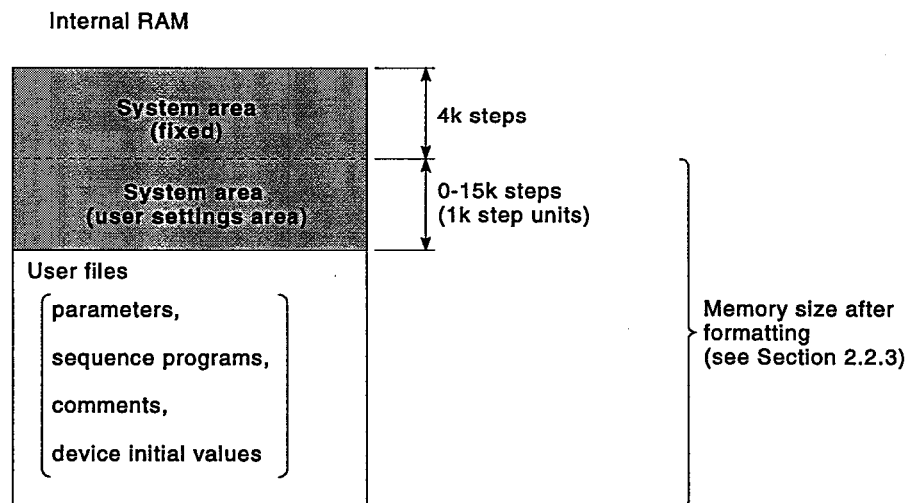 Internal RAM
System area
(fixed)
4k steps
System area
(user settings area)
0-15k steps
(1k step units)
User files
parameters,
sequence programs,
comments,
device initial values
Memory size after
formatting
(see Section 2.2.3)